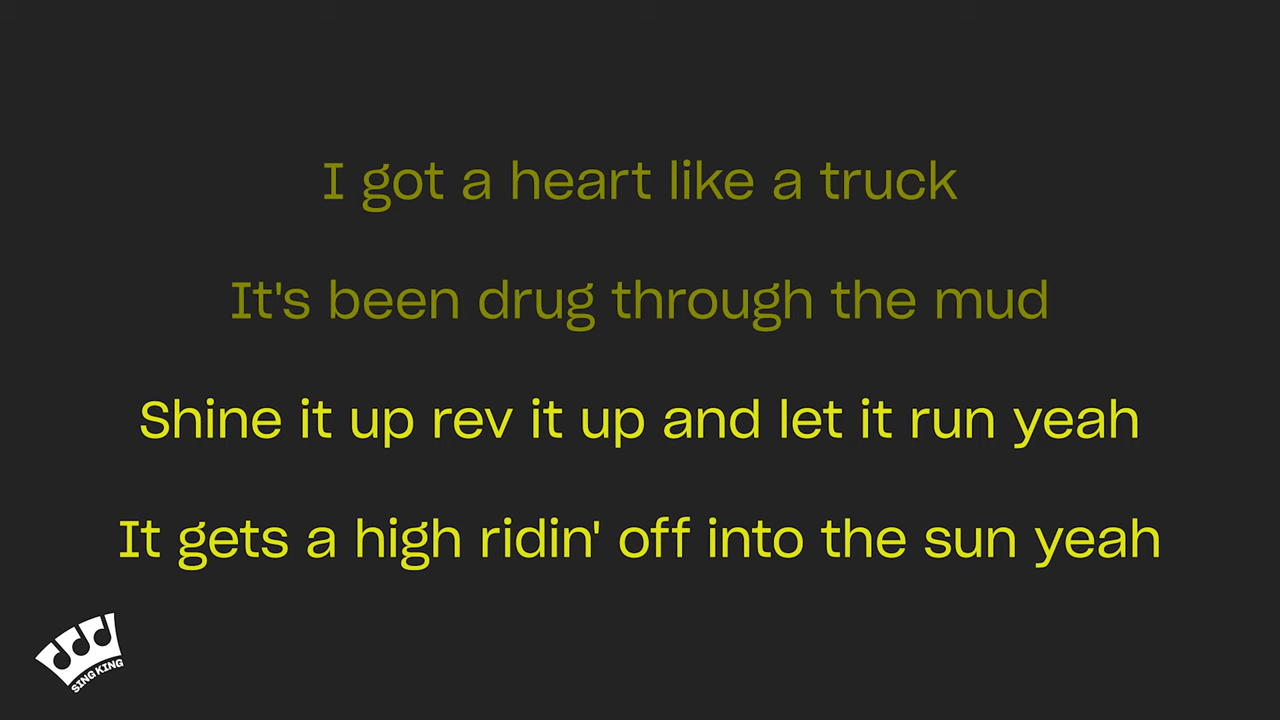 I got a heart like a truck
It's been drug through the mud
Shine it up rev it up and let it run yeah
It gets a high ridin' off into the sun yeah
SING KING